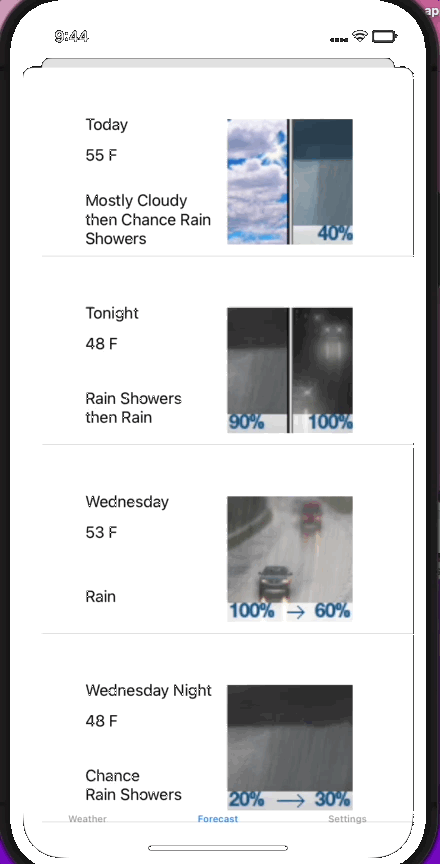 9:44
Today
55 F
Mostly Cloudy
then Chance Rain
Showers
40%
Tonight
48 F
Rain Showers
then Rain
90% 100%
Wednesday
53 F
Rain
100% → 60%
Wednesday Night
48 F
Chance
Rain Showers
20% → 30%
Weather Forecast Settings